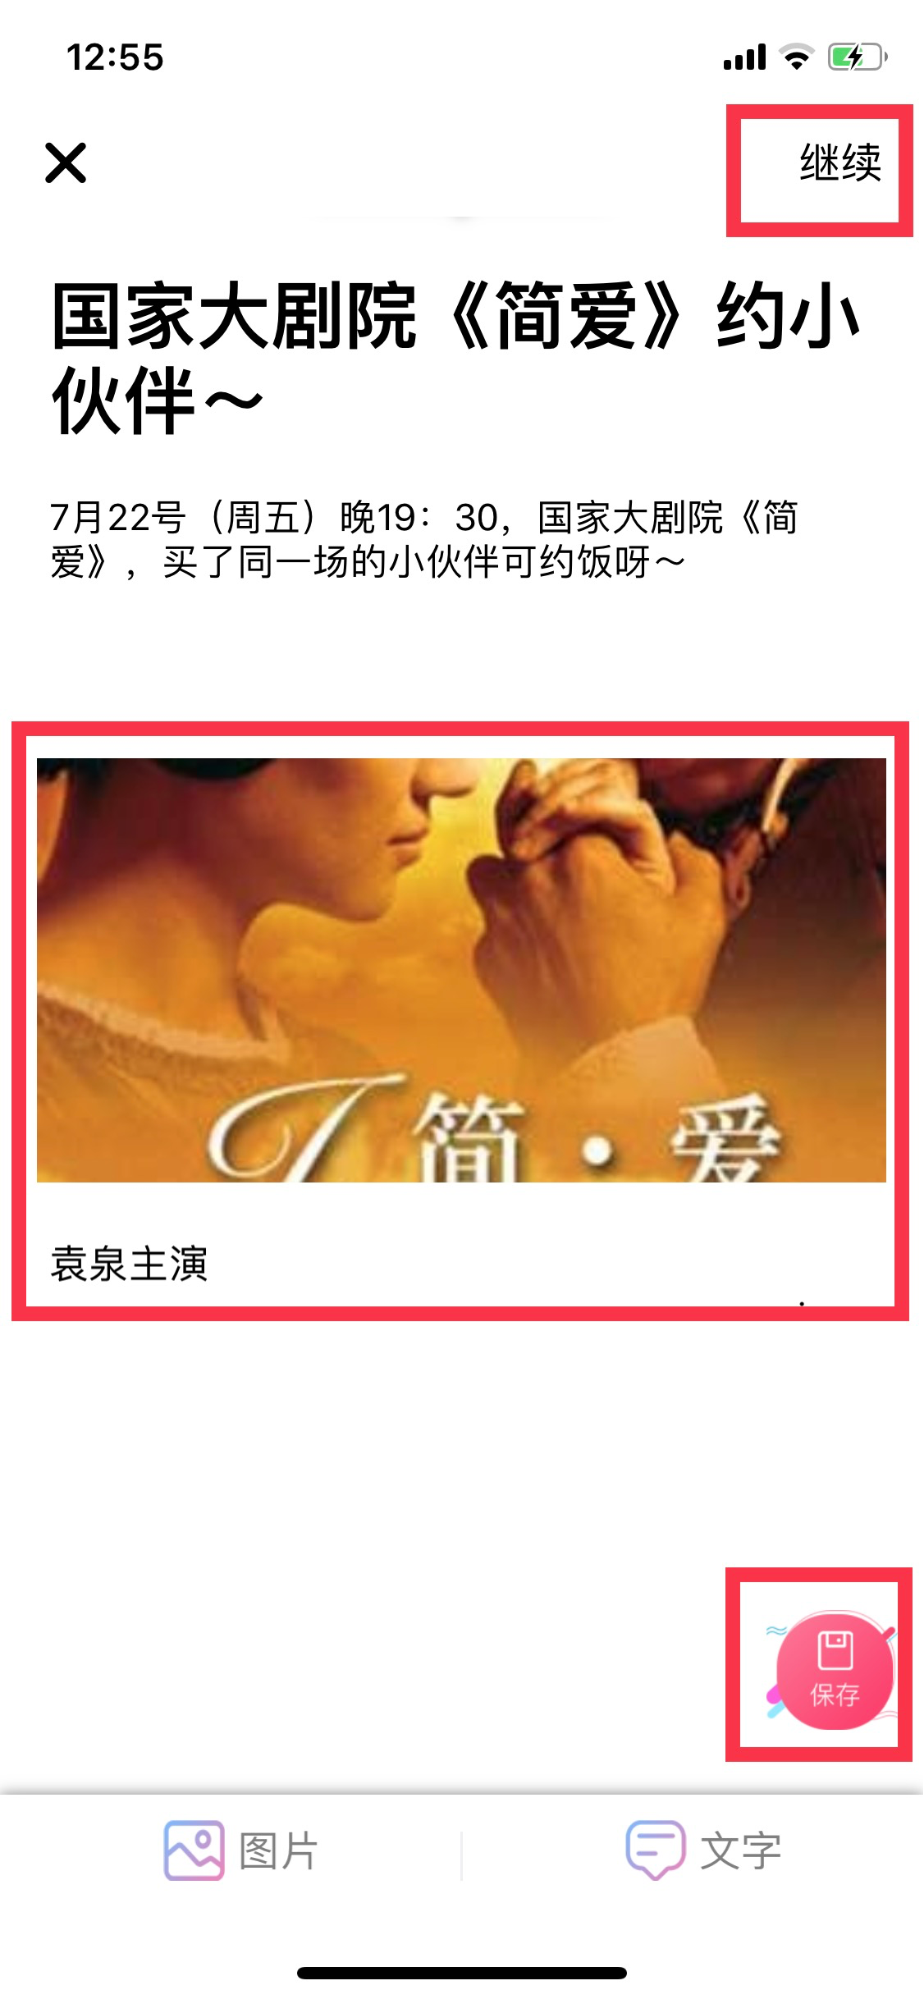 12:55
继续
国家大剧院《简爱》约小
伙伴～
7月22号（周五）晚19：30，国家大剧院《简
爱》，买了同一场的小伙伴可约饭呀～
J 简·爱
袁泉主演
保存
图片
文字